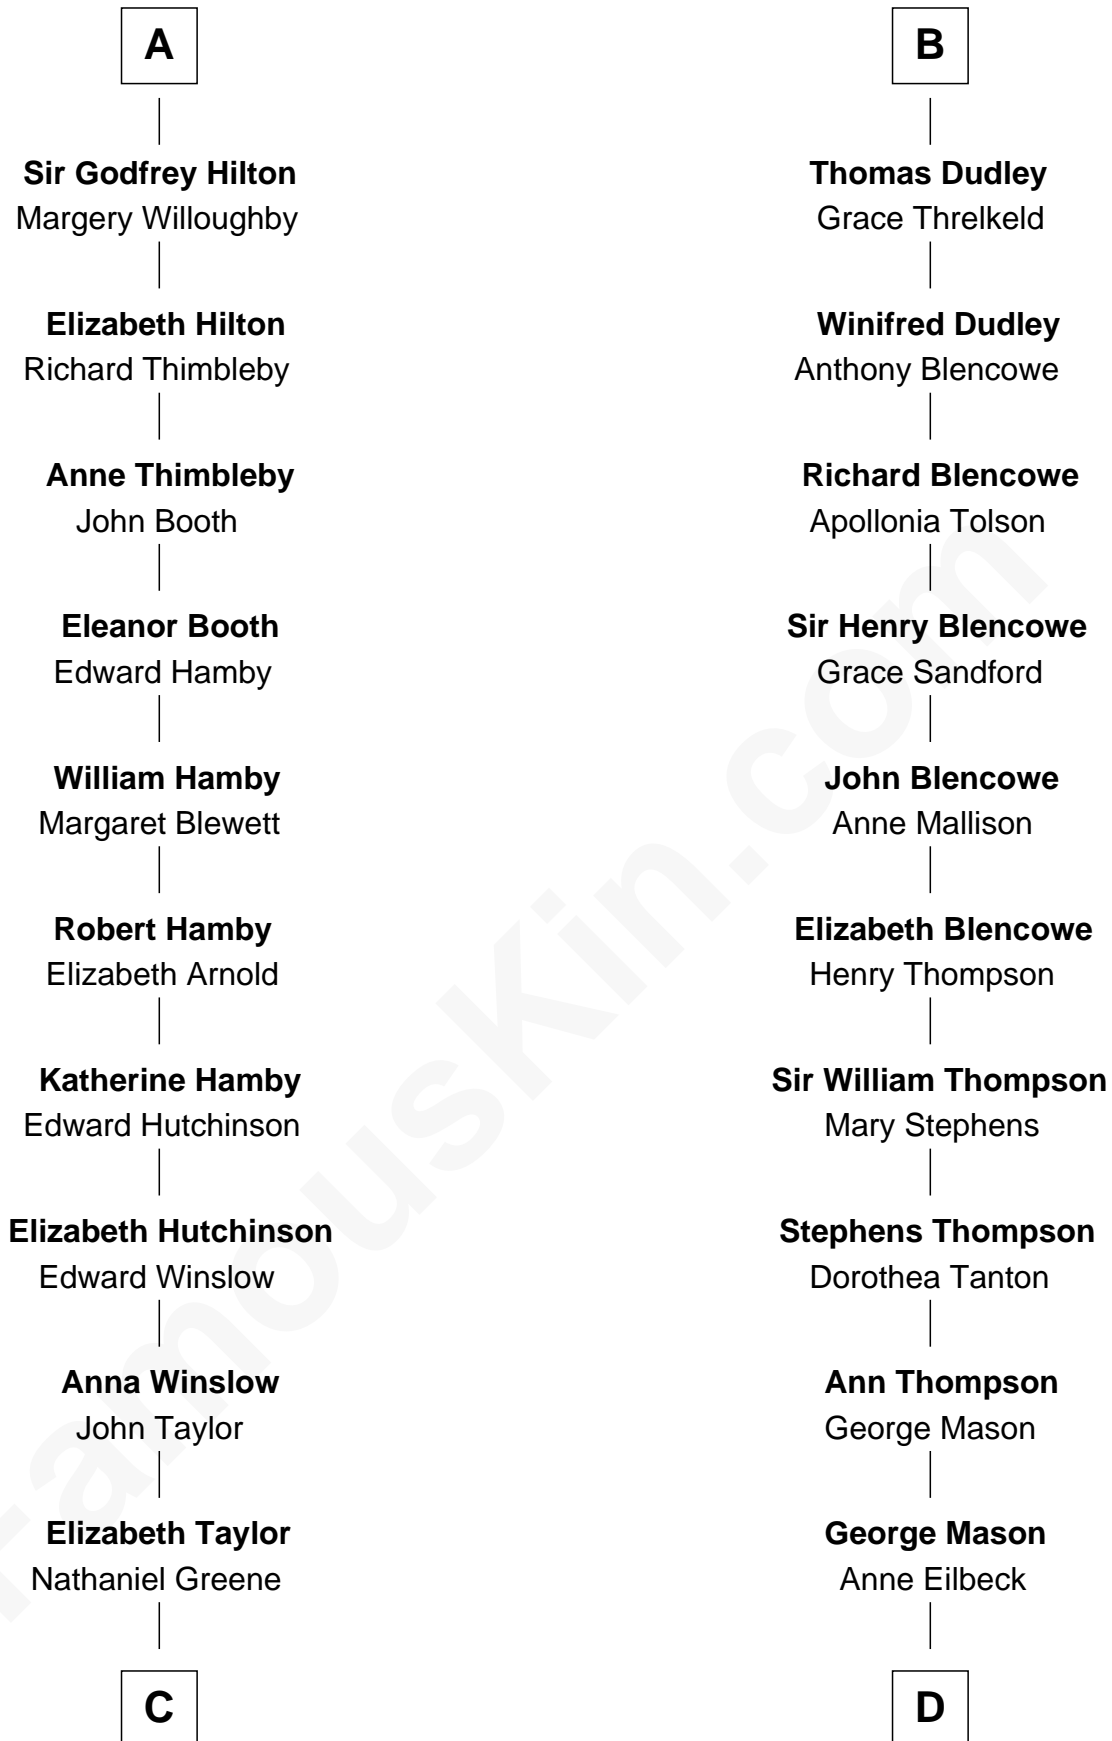 A
Sir Godfrey Hilton
Margery Willoughby
Elizabeth Hilton
Richard Thimbleby
Anne Thimbleby
John Booth
Eleanor Booth
Edward Hamby
William Hamby
Margaret Blewett
Robert Hamby
Elizabeth Arnold
Katherine Hamby
Edward Hutchinson
Elizabeth Hutchinson
Edward Winslow
Anna Winslow
John Taylor
Elizabeth Taylor
Nathaniel Greene
C
B
Thomas Dudley
Grace Threlkeld
Winifred Dudley
Anthony Blencowe
Richard Blencowe
Apollonia Tolson
Sir Henry Blencowe
Grace Sandford
John Blencowe
Anne Mallison
Elizabeth Blencowe
Henry Thompson
Sir William Thompson
Mary Stephens
Stephens Thompson
Dorothea Tanton
Ann Thompson
George Mason
George Mason
Anne Eilbeck
D
FamousKin.com